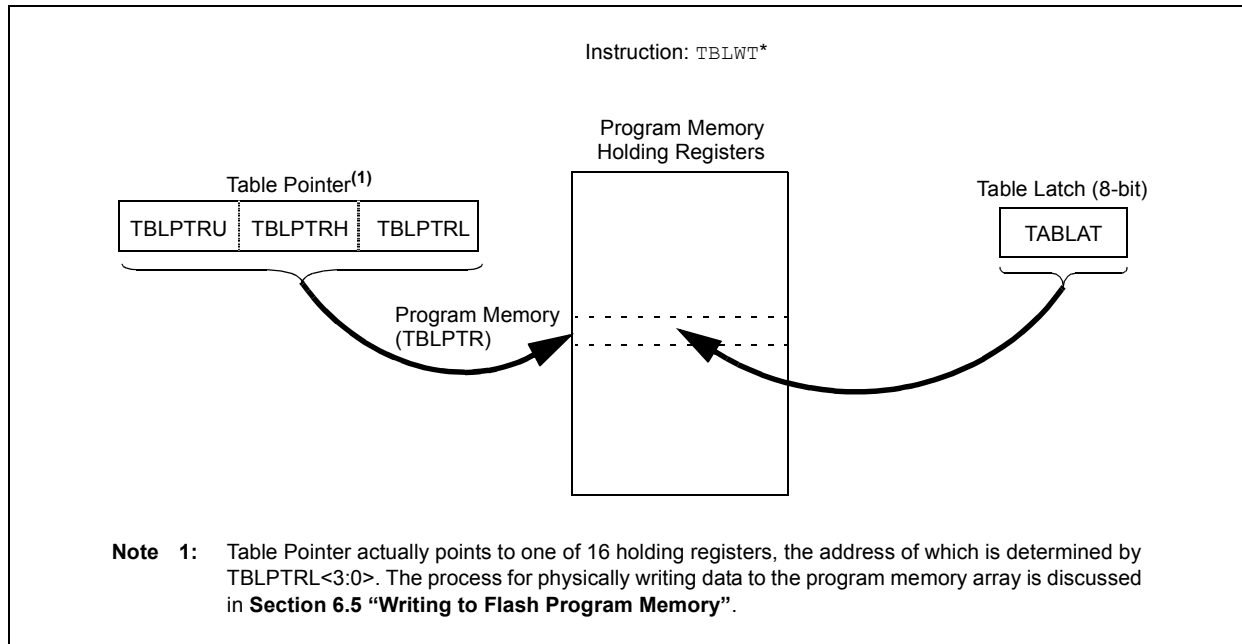 Instruction: TBLWT*
Program Memory
Holding Registers
Table Pointer(1)
Table Latch (8-bit)
TBLPTRU TBLPTRH TBLPTRL
TABLAT
Program Memory
(TBLPTR)
Note 1: Table Pointer actually points to one of 16 holding registers, the address of which is determined by
TBLPTRL<3:0>. The process for physically writing data to the program memory array is discussed
in Section 6.5 “Writing to Flash Program Memory”.